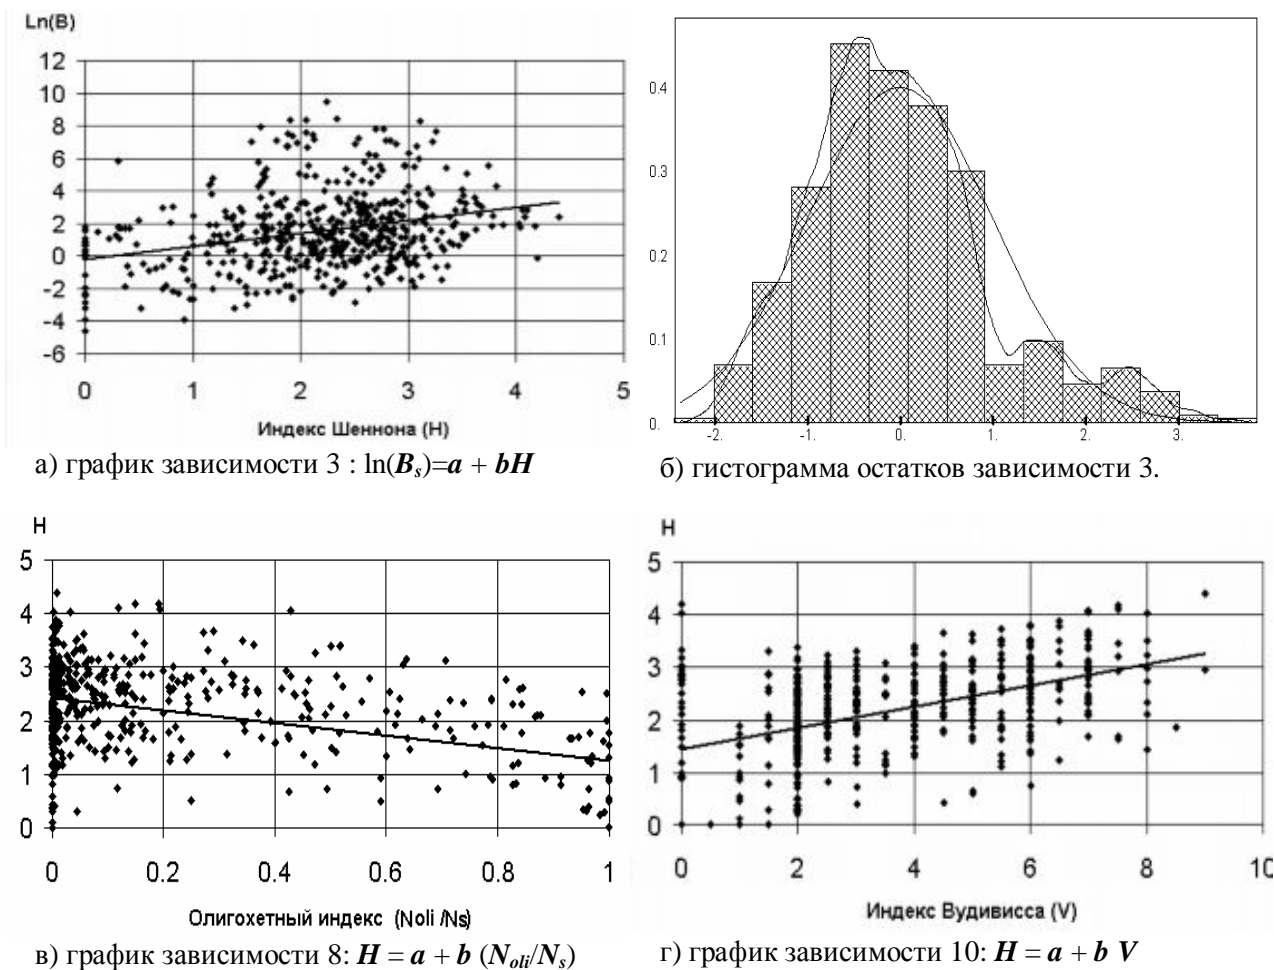 Ln(B)
12
10
8
6
4
2
0
-2
-4
-6
0 1 2 3 4 5
Индекс Шеннона (H)
а) график зависимости 3 : ln(Bs)=a + bH
0.4
0.3
0.2
0.1
0.
-2. -1. 0. 1. 2. 3.
б) гистограмма остатков зависимости 3.
H
5
4
3
2
1
0
0 0.2 0.4 0.6 0.8 1
Олигохетный индекс (Noli /Ns)
в) график зависимости 8: H = a + b (Noli/Ns)
H
5
4
3
2
1
0
0 2 4 6 8 10
Индекс Вудивисса (V)
г) график зависимости 10: H = a + b V